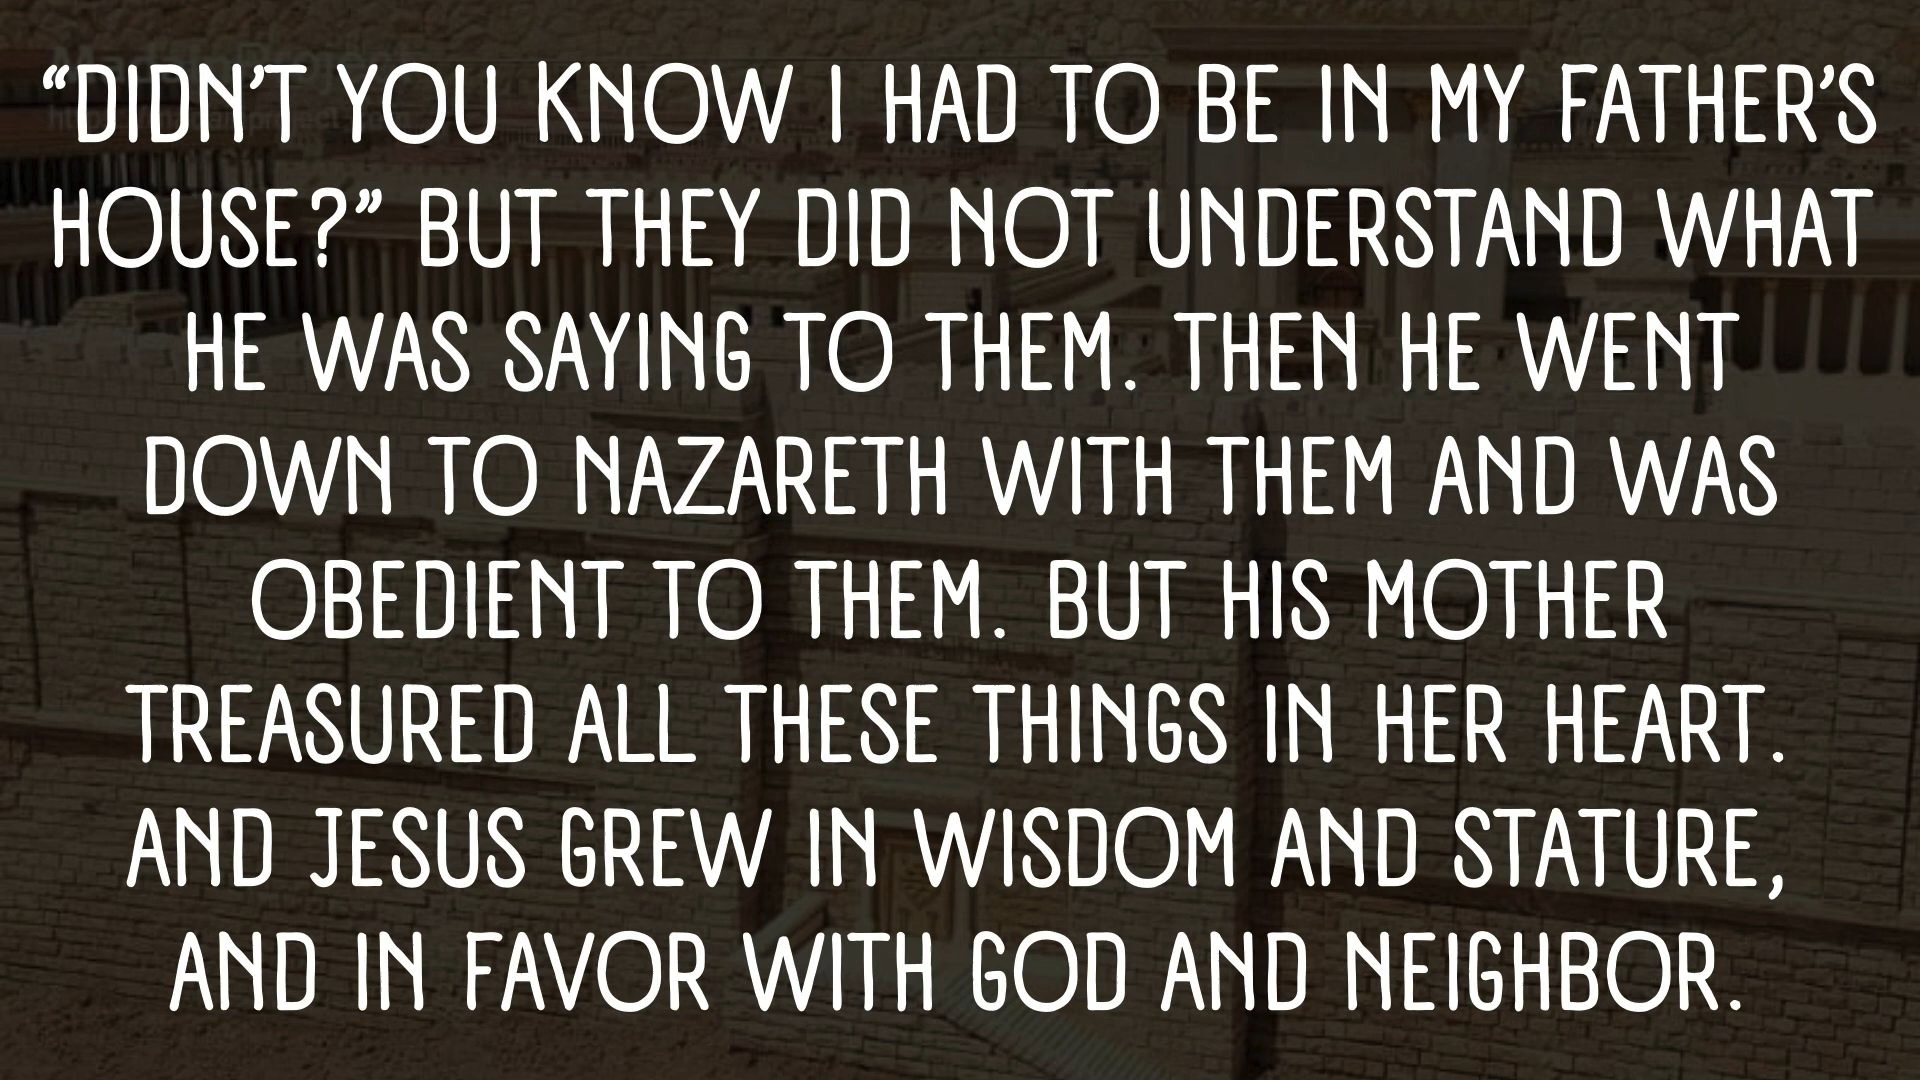 “DIDN’T YOU KNOW I HAD TO BE IN MY FATHER’S
HOUSE?” BUT THEY DID NOT UNDERSTAND WHAT
HE WAS SAYING TO THEM. THEN HE WENT
DOWN TO NAZARETH WITH THEM AND WAS
OBEDIENT TO THEM. BUT HIS MOTHER
TREASURED ALL THESE THINGS IN HER HEART.
AND JESUS GREW IN WISDOM AND STATURE,
AND IN FAVOR WITH GOD AND NEIGHBOR.